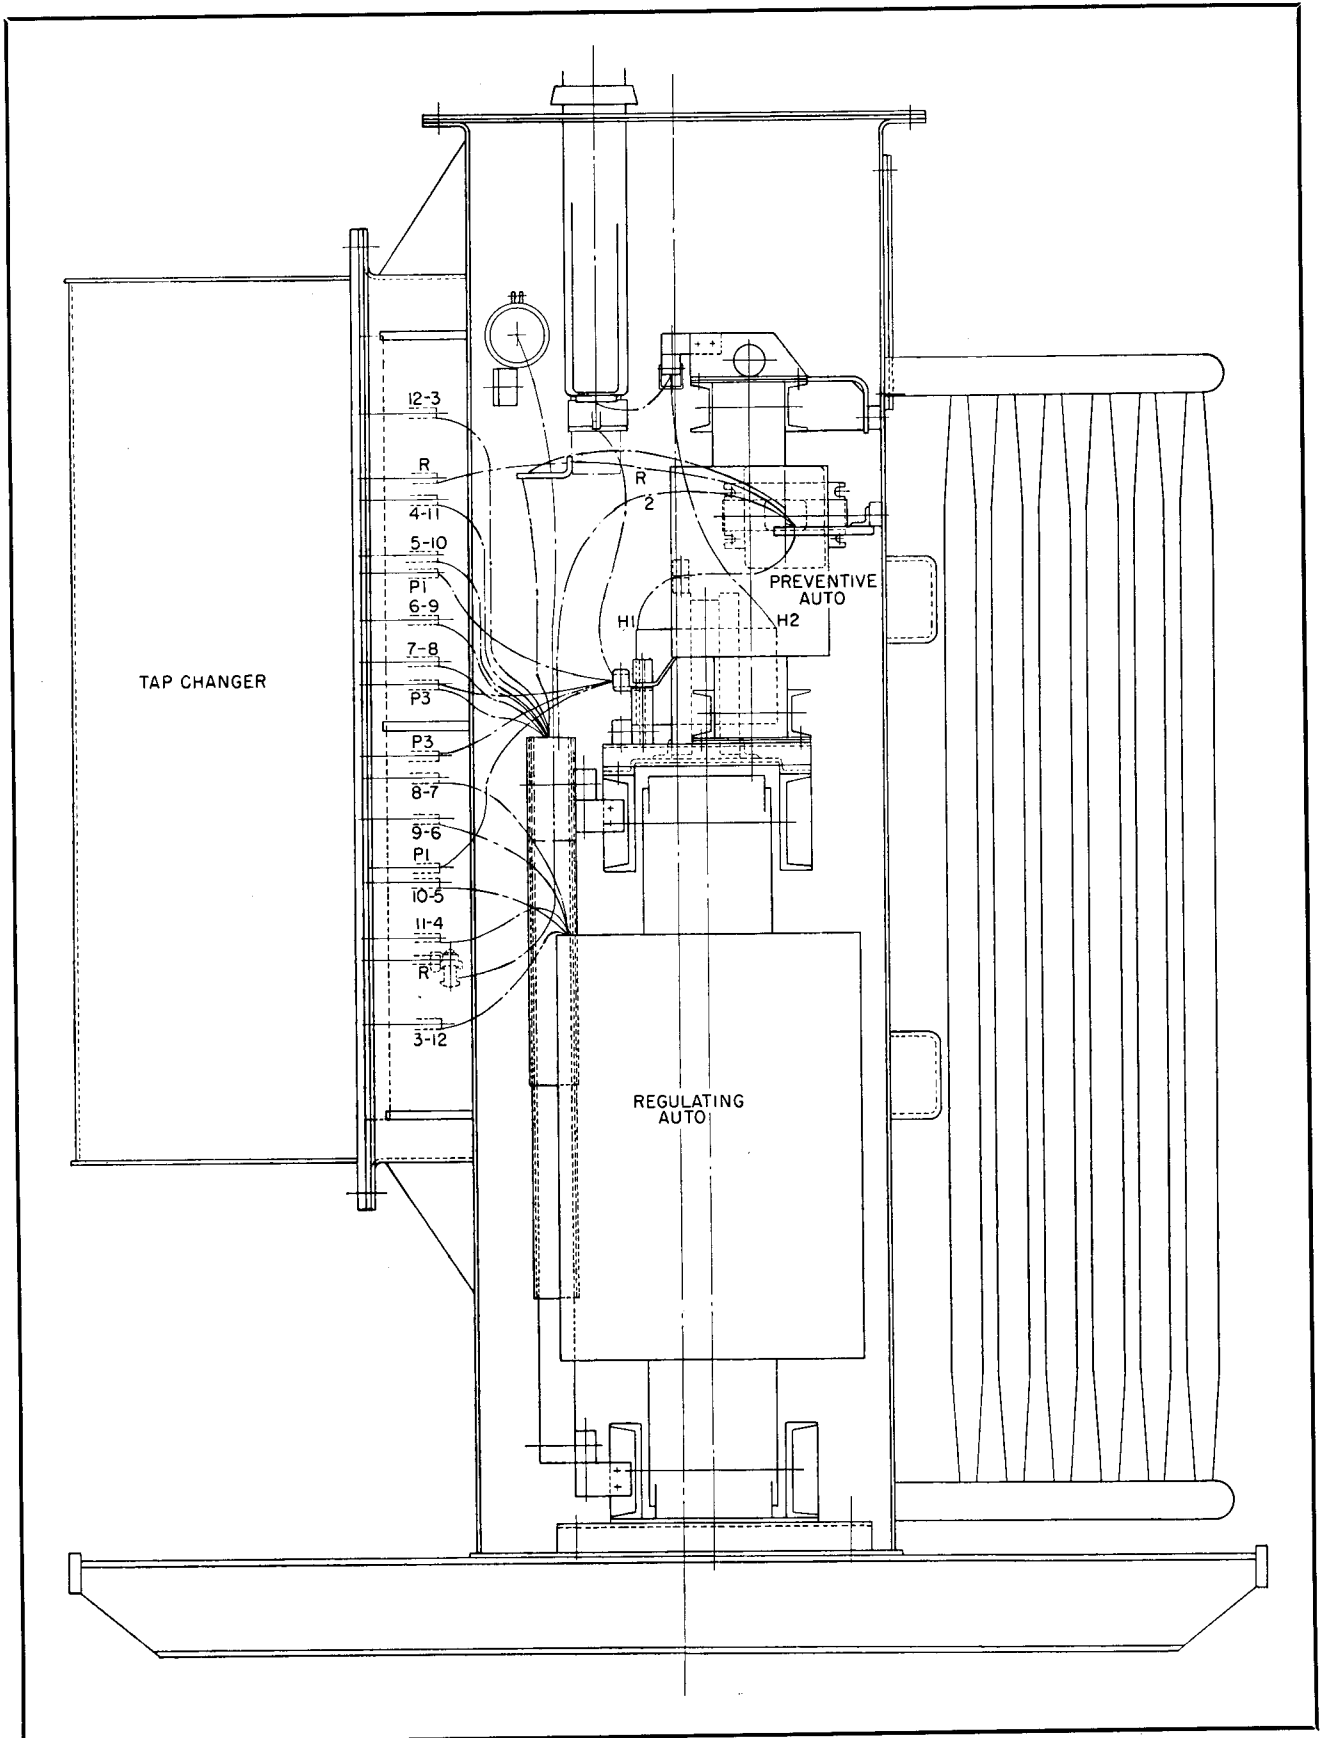 12-3
R
R
2
4-11
5-10
P1
PREVENTIVE
AUTO
6-9
H1
H2
7-8
TAP CHANGER
P3
P3
8-7
9-6
P1
10-5
11-4
R
3-12
REGULATING
AUTO